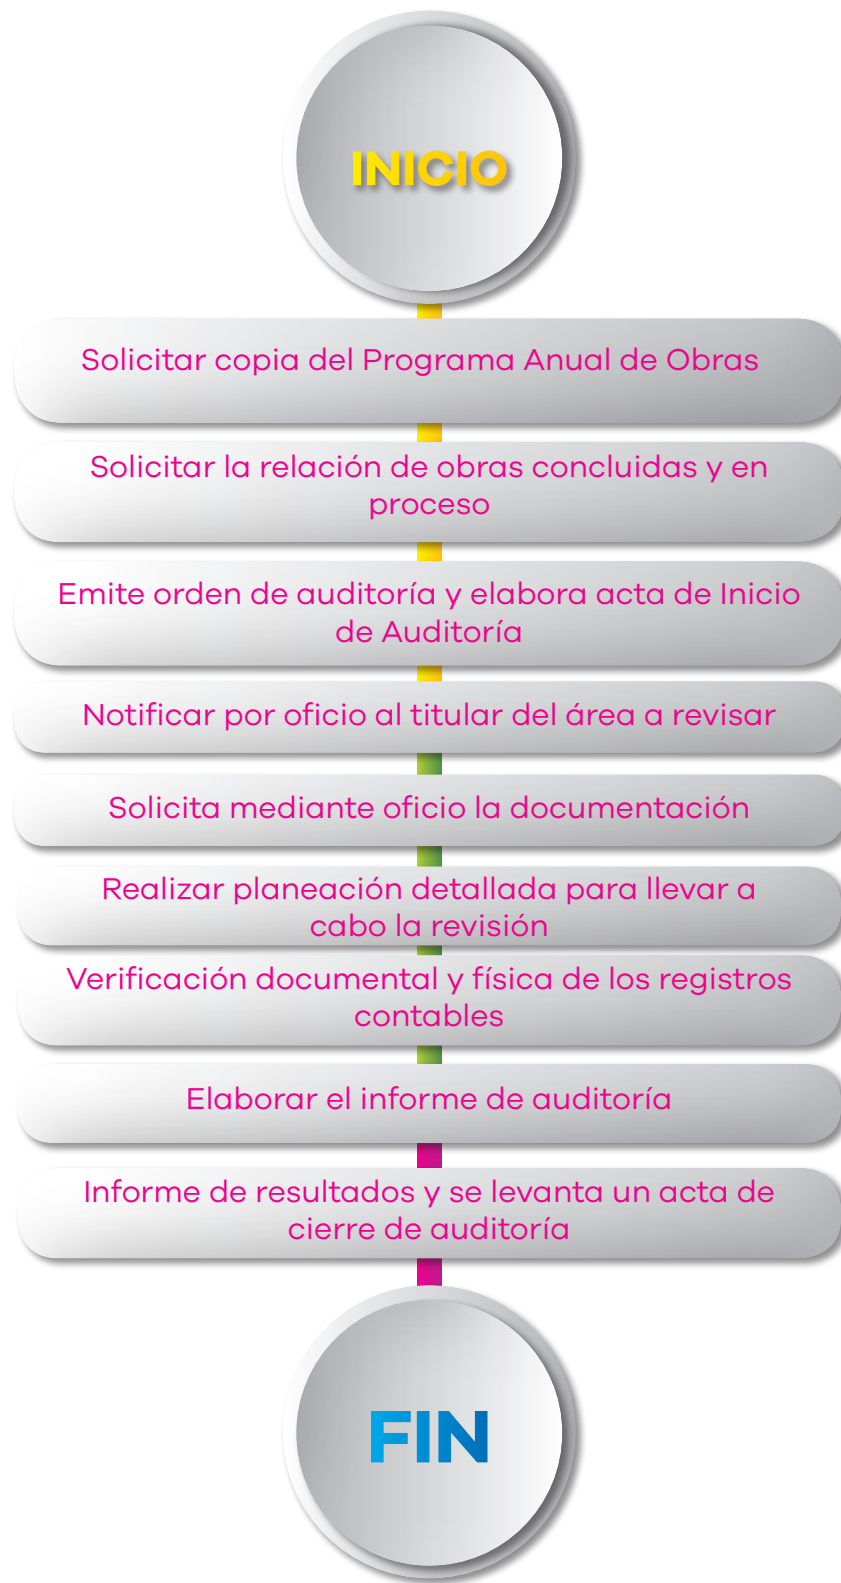 INICIO
Solicitar copia del Programa Anual de Obras
Solicitar la relación de obras concluidas y en
proceso
Emite orden de auditoría y elabora acta de Inicio
de Auditoría
Notificar por oficio al titular del área a revisar
Solicita mediante oficio la documentación
Realizar planeación detallada para llevar a
cabo la revisión
Verificación documental y física de los registros
contables
Elaborar el informe de auditoría
Informe de resultados y se levanta un acta de
cierre de auditoría
FIN